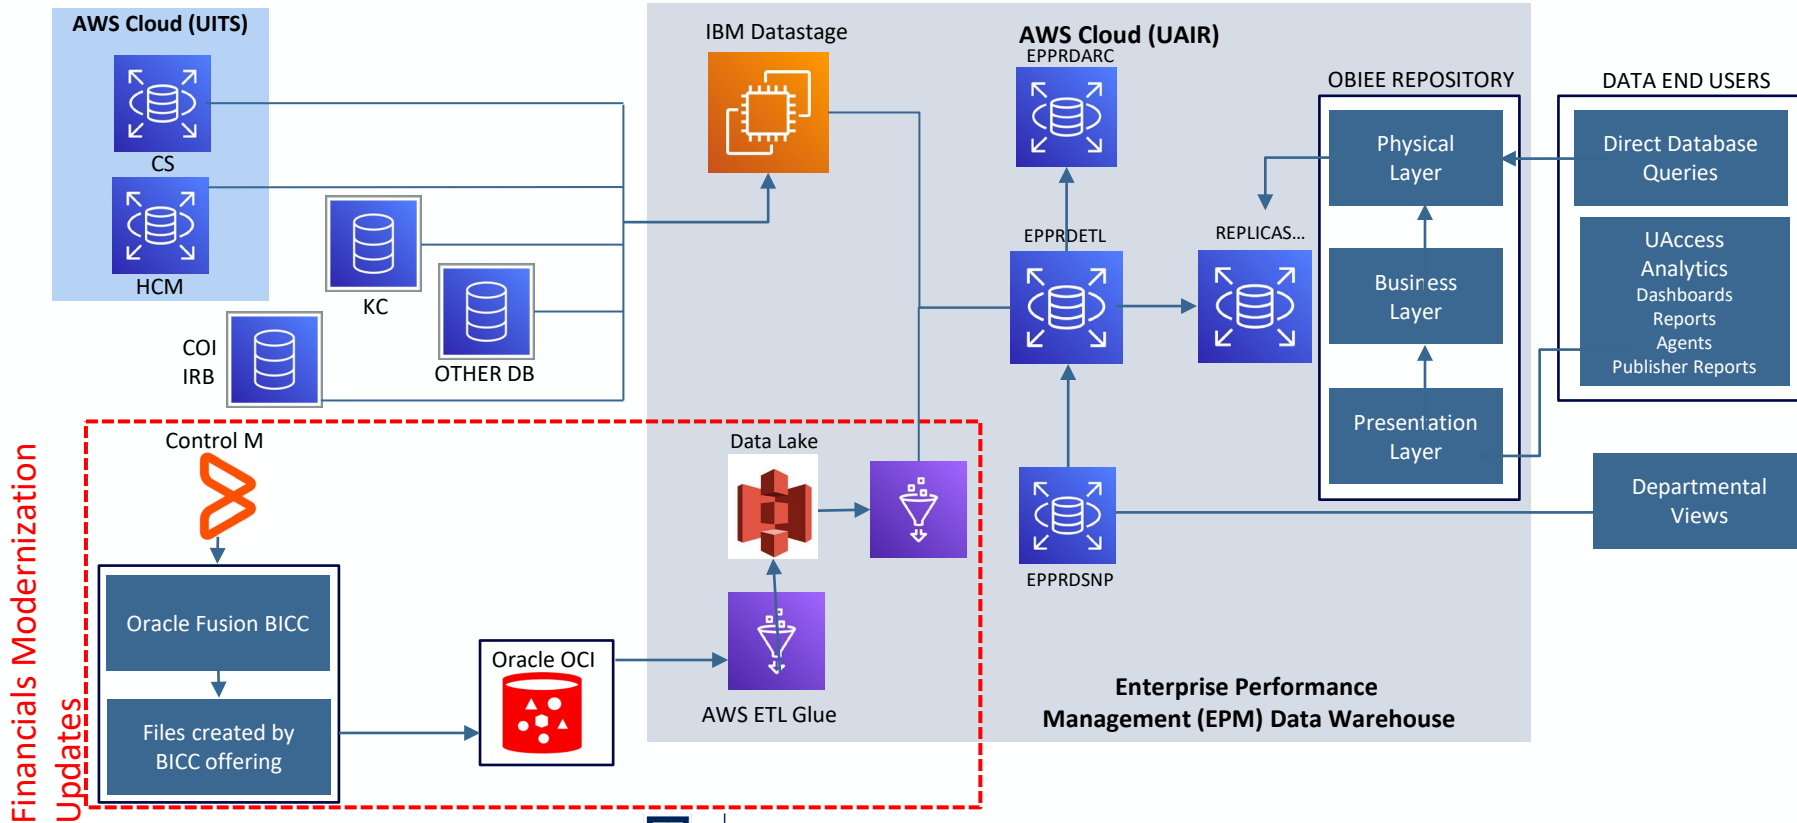 AWS Cloud (UITS)
CS
HCM
KC
OTHER DB
COI
IRB
IBM Datastage
AWS Cloud (UAIR)
EPPRDARC
EPPRDETL
REPLICAS...
EPPRDSNP
OBIEE REPOSITORY
Physical
Layer
Business
Layer
Presentation
Layer
DATA END USERS
Direct Database
Queries
UAccess
Analytics
Dashboards
Reports
Agents
Publisher Reports
Departmental
Views
Financials Modernization
Updates
Control M
Oracle Fusion BICC
Files created by
BICC offering
Oracle OCI
Data Lake
AWS ETL Glue
Enterprise Performance
Management (EPM) Data Warehouse